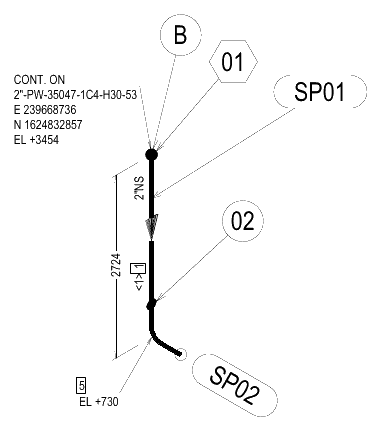 B
01
CONT. ON
2"-PW-35047-1C4-H30-53
E 239668736
N 1624832857
EL +3454
SP01
2"NS
02
2724
<1> 1
5
EL +730
SP02